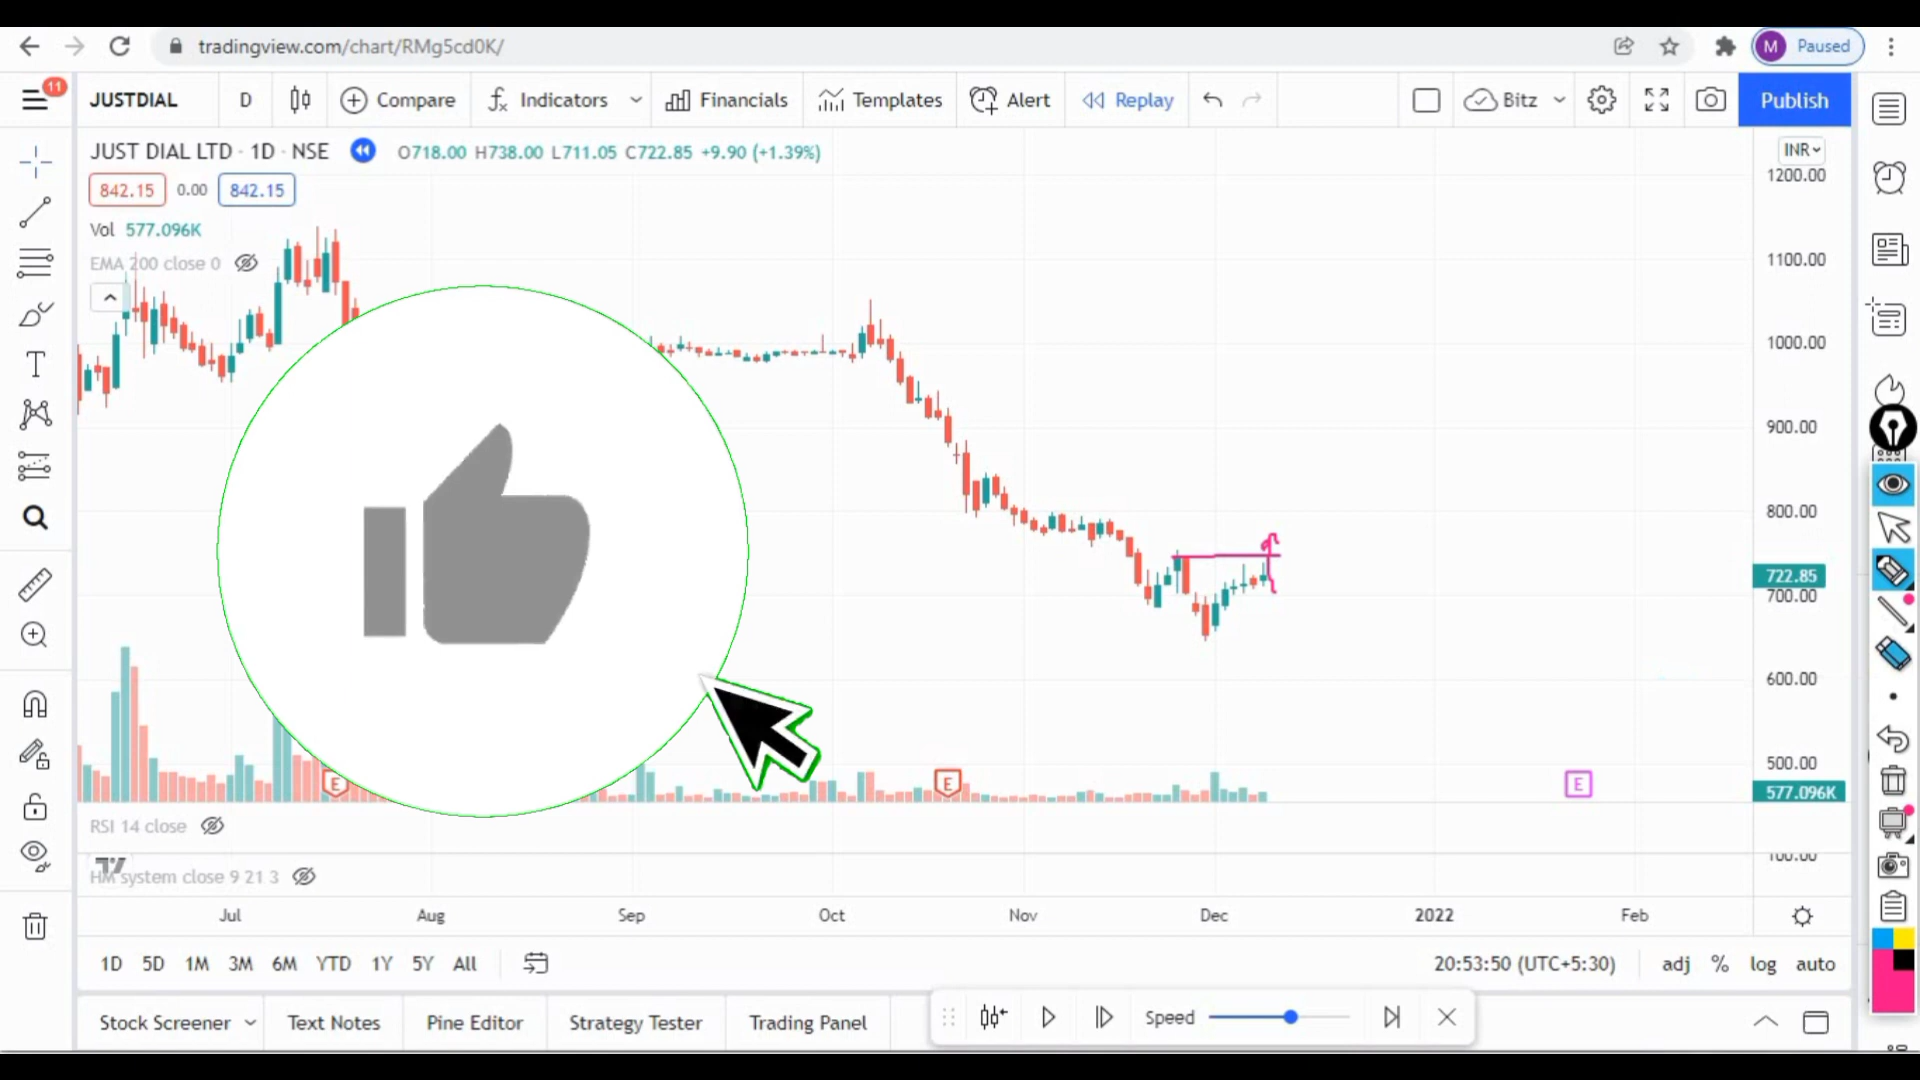 tradingview.com/chart/RMg5cd0K/
M Paused
11
JUSTDIAL D Compare Indicators Financials Templates Alert Replay Bitz Publish
JUST DIAL LTD · 1D · NSE O718.00 H738.00 L711.05 C722.85 +9.90 (+1.39%)
INR
842.15 0.00 842.15
Vol 577.096K
EMA 200 close 0
1200.00
1100.00
1000.00
900.00
800.00
722.85
700.00
600.00
500.00
577.096K
E E E
RSI 14 close
100.00
HM system close 9 21 3
Jul Aug Sep Oct Nov Dec 2022 Feb
1D 5D 1M 3M 6M YTD 1Y 5Y All
20:53:50 (UTC+5:30) adj % log auto
Stock Screener Text Notes Pine Editor Strategy Tester Trading Panel
Speed